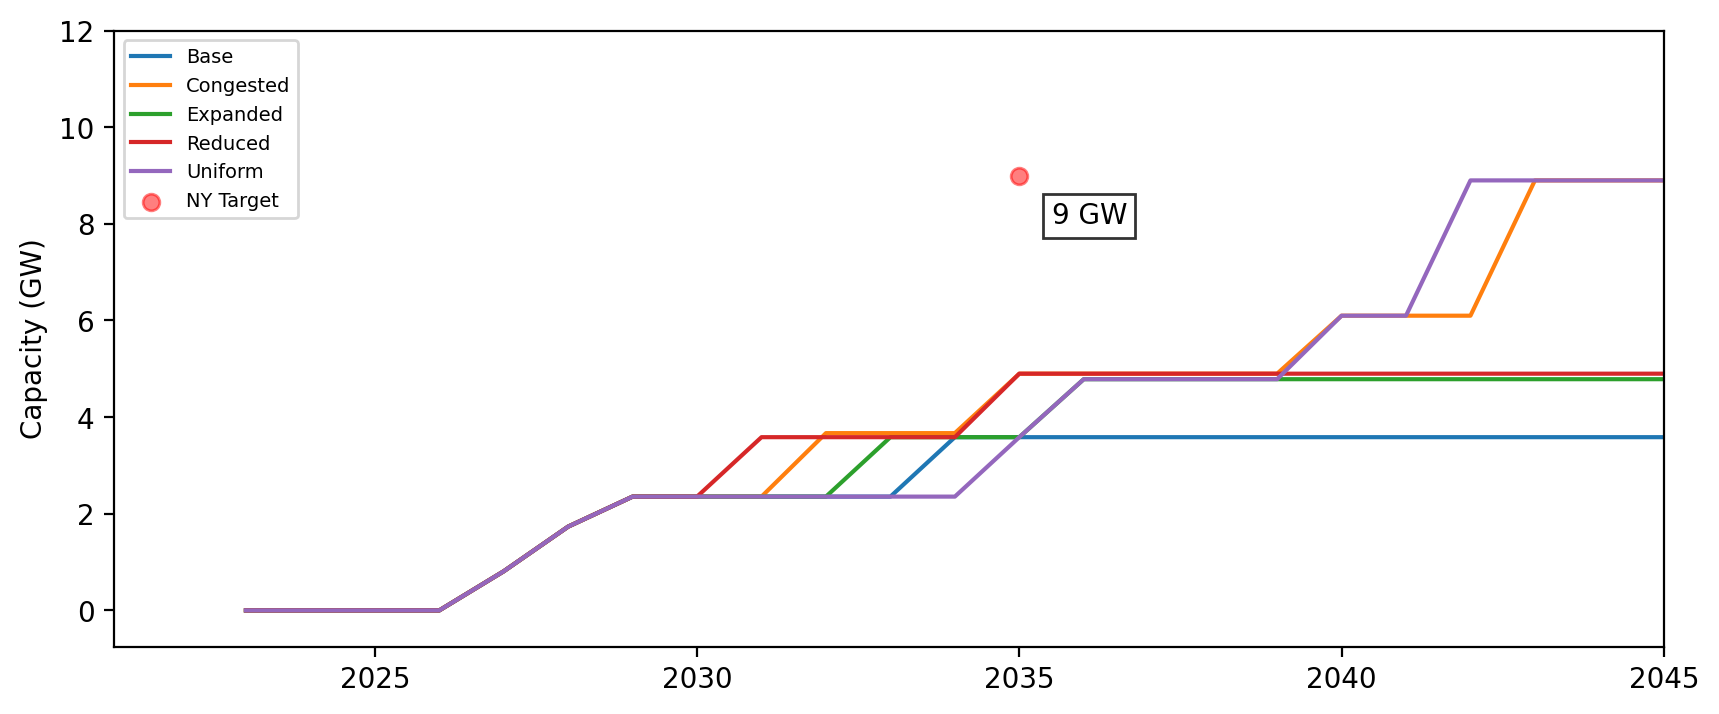 12
10
8
6
4
2
0
Capacity (GW)
Base
Congested
Expanded
Reduced
Uniform
NY Target
9 GW
2025
2030
2035
2040
2045